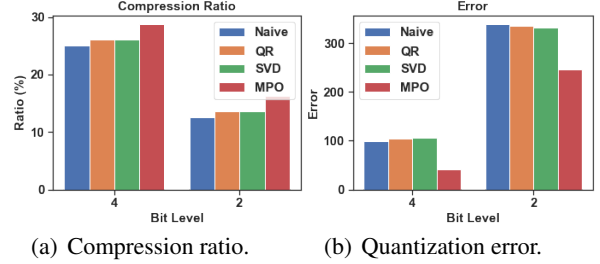 Compression Ratio
30
20
10
0
Ratio (%)
Naive
QR
SVD
MPO
4
2
Bit Level
(a) Compression ratio.
Error
300
200
100
0
Error
Naive
QR
SVD
MPO
4
2
Bit Level
(b) Quantization error.